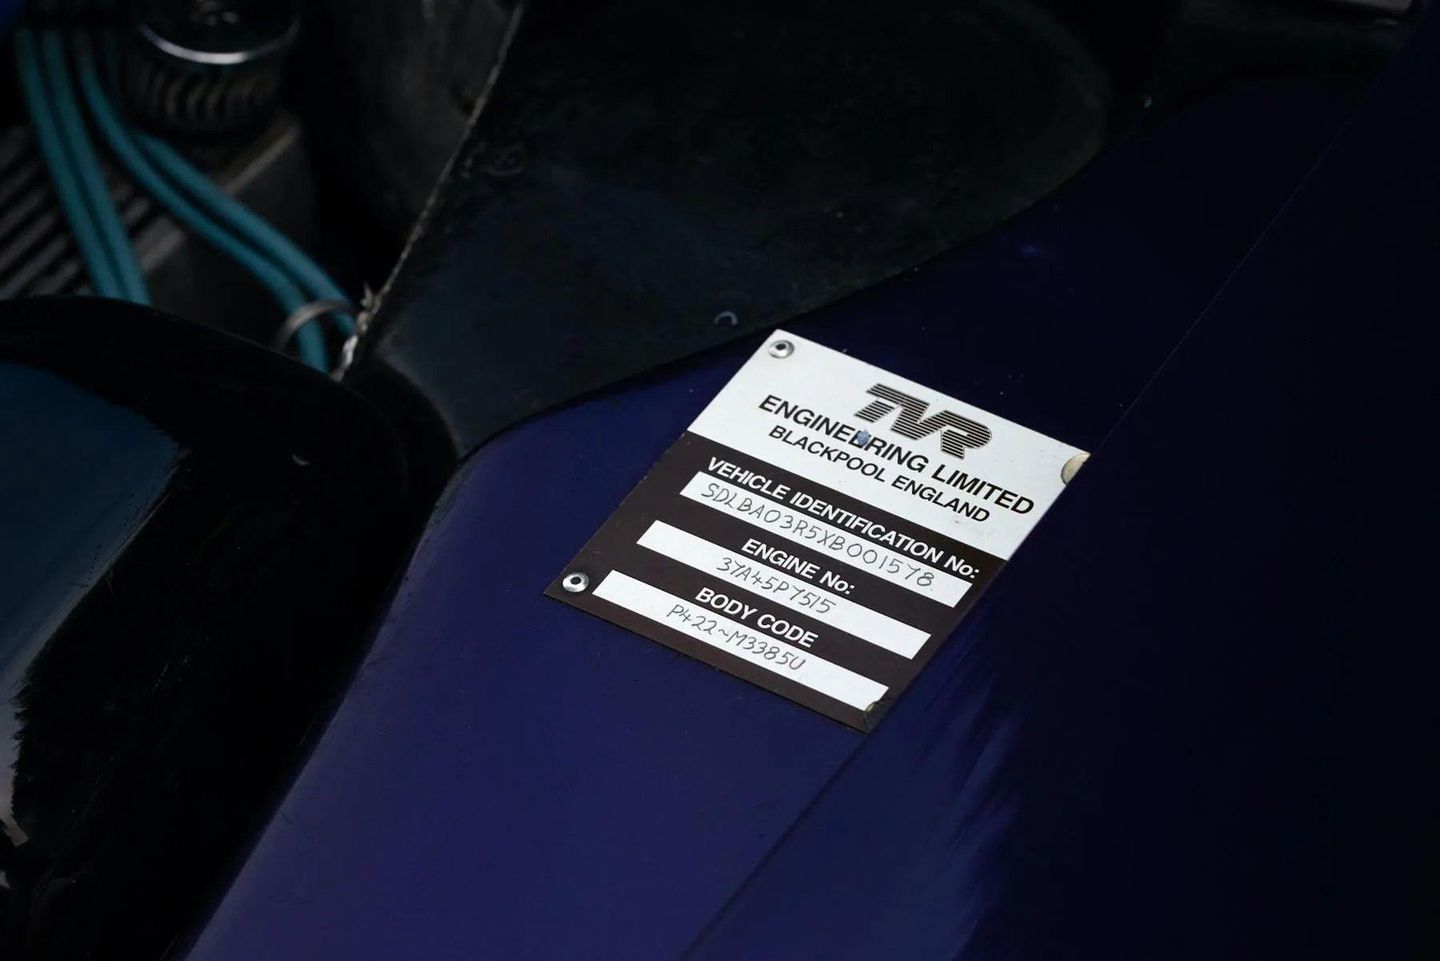 TVR
ENGINEERING LIMITED
BLACKPOOL ENGLAND
VEHICLE IDENTIFICATION No:
SDLBA03R5XB001578
ENGINE No:
37A45P7515
BODY CODE
P422~M3385U